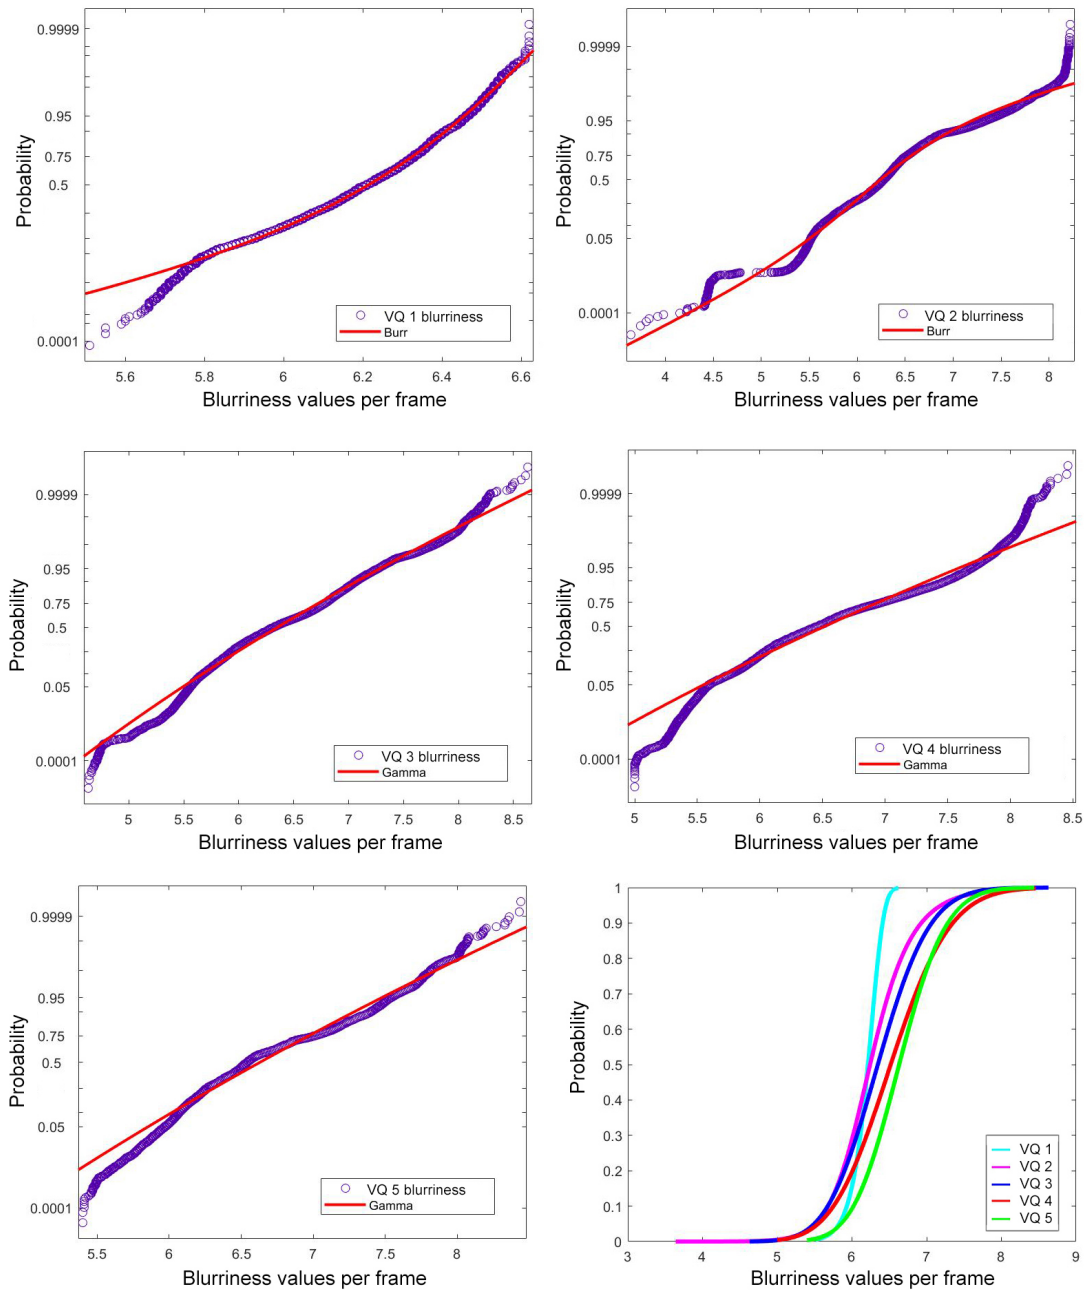 0.9999
0.95
0.75
0.5
0.0001
Probability
5.6 5.8 6 6.2 6.4 6.6
Blurriness values per frame
VQ 1 blurriness
Burr
0.9999
0.95
0.75
0.5
0.05
0.0001
Probability
4 4.5 5 5.5 6 6.5 7 7.5 8
Blurriness values per frame
VQ 2 blurriness
Burr
0.9999
0.95
0.75
0.5
0.05
0.0001
Probability
5 5.5 6 6.5 7 7.5 8 8.5
Blurriness values per frame
VQ 3 blurriness
Gamma
0.9999
0.95
0.75
0.5
0.05
0.0001
Probability
5 5.5 6 6.5 7 7.5 8 8.5
Blurriness values per frame
VQ 4 blurriness
Gamma
0.9999
0.95
0.75
0.5
0.05
0.0001
Probability
5.5 6 6.5 7 7.5 8
Blurriness values per frame
VQ 5 blurriness
Gamma
1
0.9
0.8
0.7
0.6
0.5
0.4
0.3
0.2
0.1
0
Probability
3 4 5 6 7 8 9
Blurriness values per frame
VQ 1
VQ 2
VQ 3
VQ 4
VQ 5